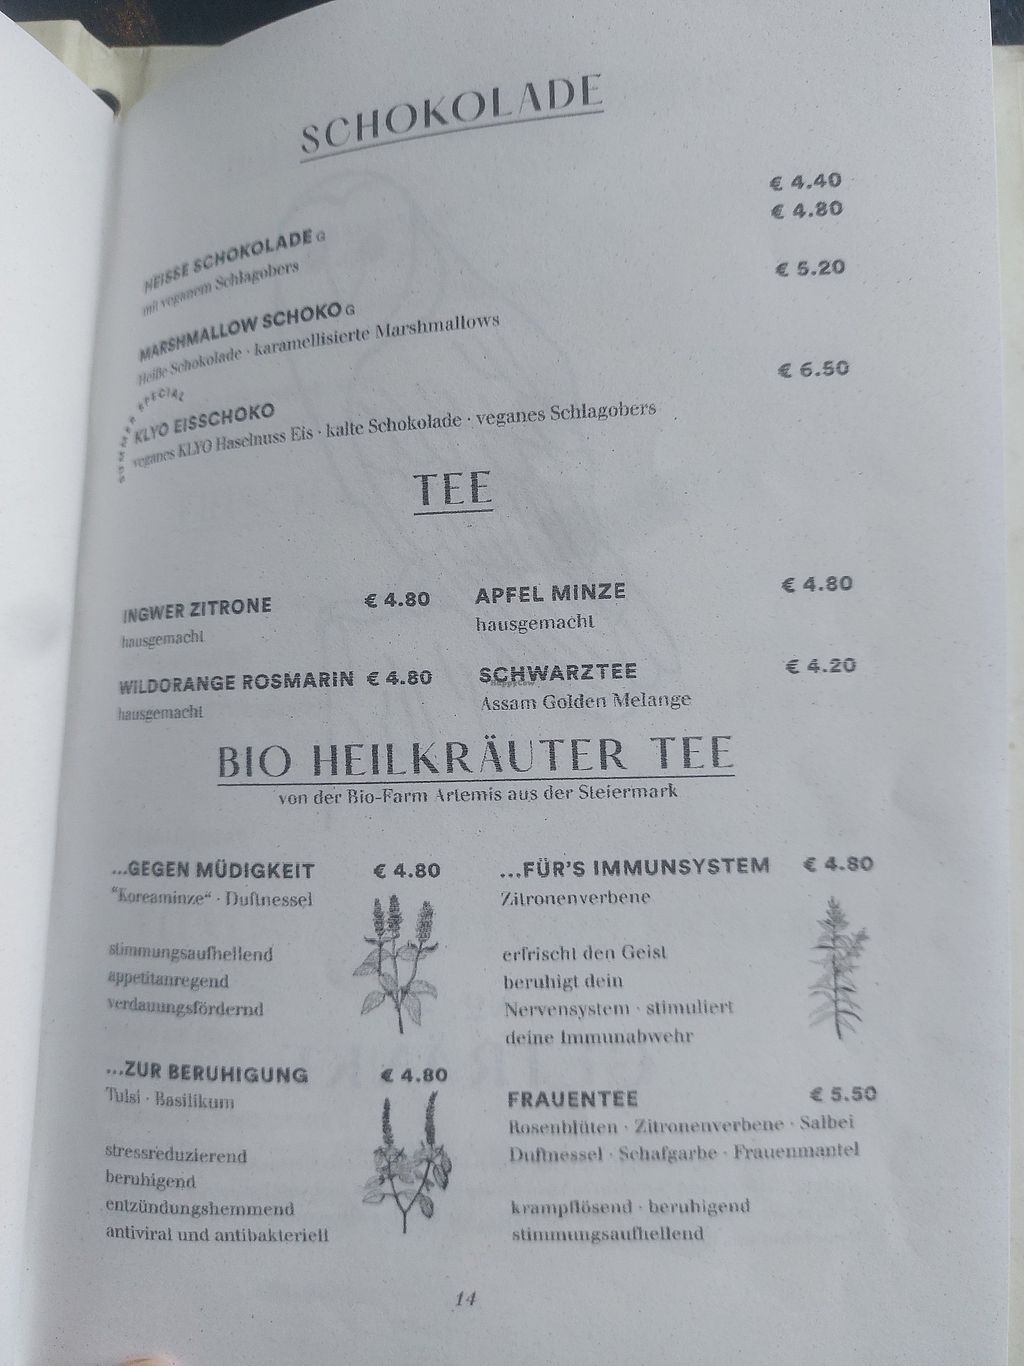 SCHOKOLADE
HEISSE SCHOKOLADE G € 4.40
mit veganem Schlagobers € 4.80
MARSHMALLOW SCHOKO G € 5.20
Heiße Schokolade · karamellisierte Marshmallows
SUMMER SPECIAL
KLYO EISSCHOKO € 6.50
veganes KLYO Haselnuss Eis · kalte Schokolade · veganes Schlagobers
TEE
INGWER ZITRONE € 4.80
hausgemacht
APFEL MINZE € 4.80
hausgemacht
WILDORANGE ROSMARIN € 4.80
hausgemacht
SCHWARZTEE € 4.20
HappyCow
Assam Golden Melange
BIO HEILKRÄUTER TEE
von der Bio-Farm Artemis aus der Steiermark
...GEGEN MÜDIGKEIT € 4.80
"Koreaminze" · Duftnessel
stimmungsaufhellend
appetitanregend
verdauungsfördernd
...FÜR'S IMMUNSYSTEM € 4.80
Zitronenverbene
erfrischt den Geist
beruhigt dein
Nervensystem · stimuliert
deine Immunabwehr
...ZUR BERUHIGUNG € 4.80
Tulsi · Basilikum
stressreduzierend
beruhigend
entzündungshemmend
antiviral und antibakteriell
FRAUENTEE € 5.50
Rosenblüten · Zitronenverbene · Salbei
Duftnessel · Schafgarbe · Frauenmantel
krampflösend · beruhigend
stimmungsaufhellend
14